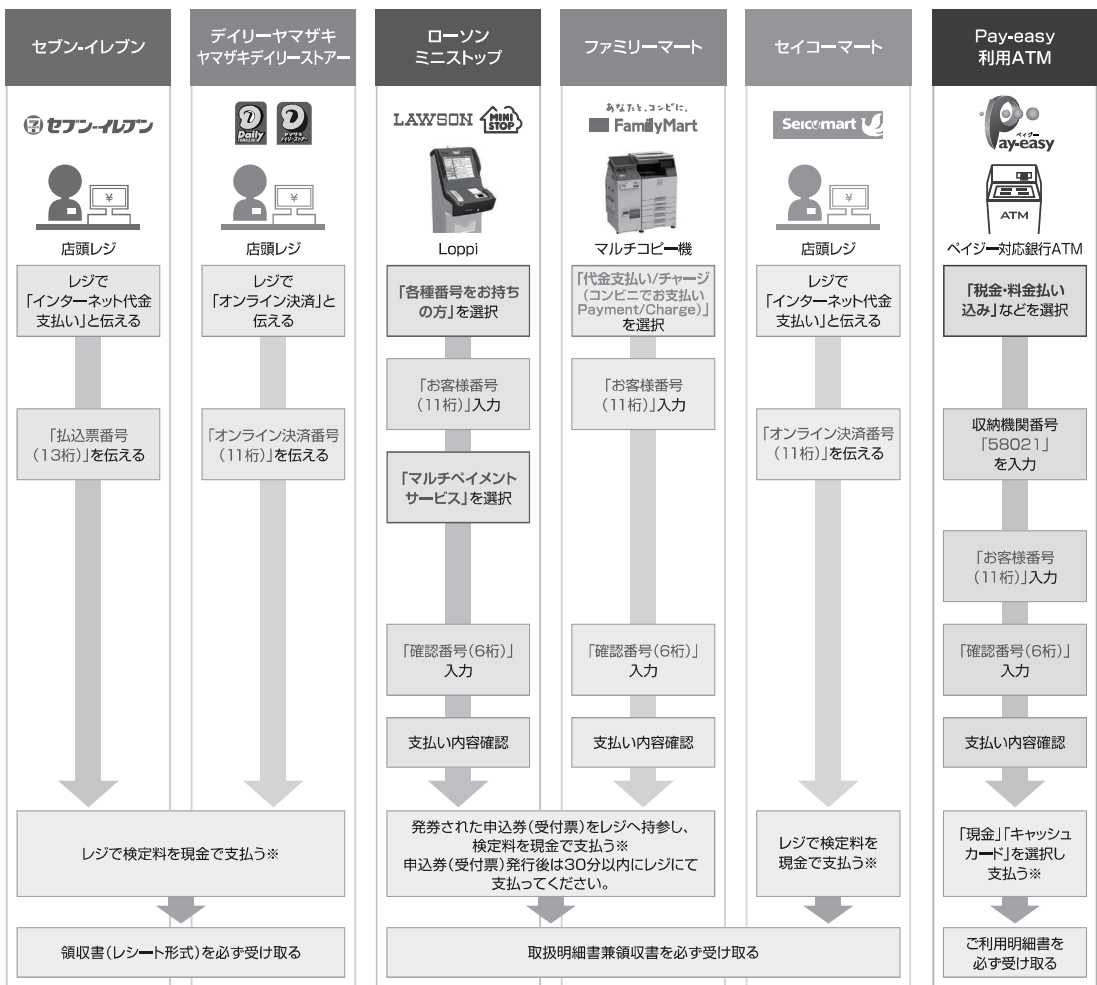 セブン-イレブン
デイリーヤマザキ
ヤマザキデイリーストアー
ローソン
ミニストップ
ファミリーマート
セイコーマート
Pay-easy
利用ATM
セブン-イレブン
Daily
YAMAZAKI
ヤマザキ
デイリーストアー
LAWSON
MINI
STOP
あなたと、コンビに、
FamilyMart
Seicomart
ペイジー
Pay-easy
¥
¥
¥
ATM
店頭レジ
店頭レジ
Loppi
マルチコピー機
店頭レジ
ペイジー対応銀行ATM
レジで
「インターネット代金
支払い」と伝える
レジで
「オンライン決済」と
伝える
「各種番号をお持ち
の方」を選択
「代金支払い/チャージ
(コンビニでお支払い
Payment/Charge)」
を選択
レジで
「インターネット代金
支払い」と伝える
「税金・料金払い
込み」などを選択
「お客様番号
(11桁)」入力
「お客様番号
(11桁)」入力
「払込票番号
(13桁)」を伝える
「オンライン決済番号
(11桁)」を伝える
「マルチペイメント
サービス」を選択
「オンライン決済番号
(11桁)」を伝える
収納機関番号
「58021」
を入力
「お客様番号
(11桁)」入力
「確認番号(6桁)」
入力
「確認番号(6桁)」
入力
「確認番号(6桁)」
入力
支払い内容確認
支払い内容確認
支払い内容確認
レジで検定料を現金で支払う※
発券された申込券(受付票)をレジへ持参し、
検定料を現金で支払う※
申込券(受付票)発行後は30分以内にレジにて
支払ってください。
レジで検定料を
現金で支払う※
「現金」「キャッシュ
カード」を選択し
支払う※
領収書(レシート形式)を必ず受け取る
取扱明細書兼領収書を必ず受け取る
ご利用明細書を
必ず受け取る